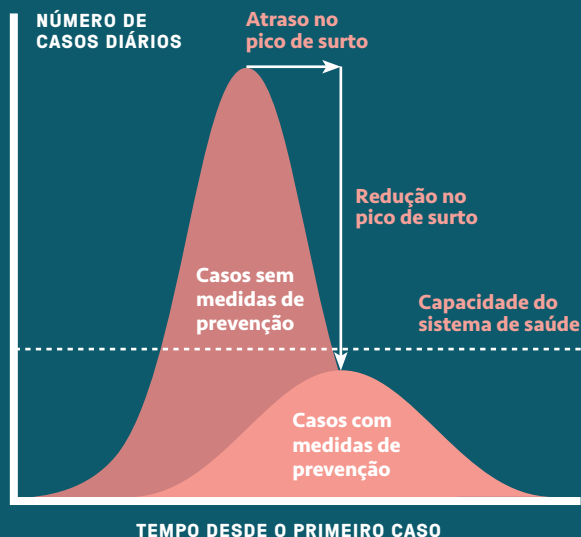 NÚMERO DE
CASOS DIÁRIOS
Atraso no
pico de surto
Redução no
pico de surto
Casos sem
medidas de
prevenção
Capacidade do
sistema de saúde
Casos com
medidas de
prevenção
TEMPO DESDE O PRIMEIRO CASO